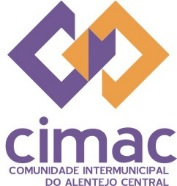 cimac
COMUNIDADE INTERMUNICIPAL
DO ALENTEJO CENTRAL